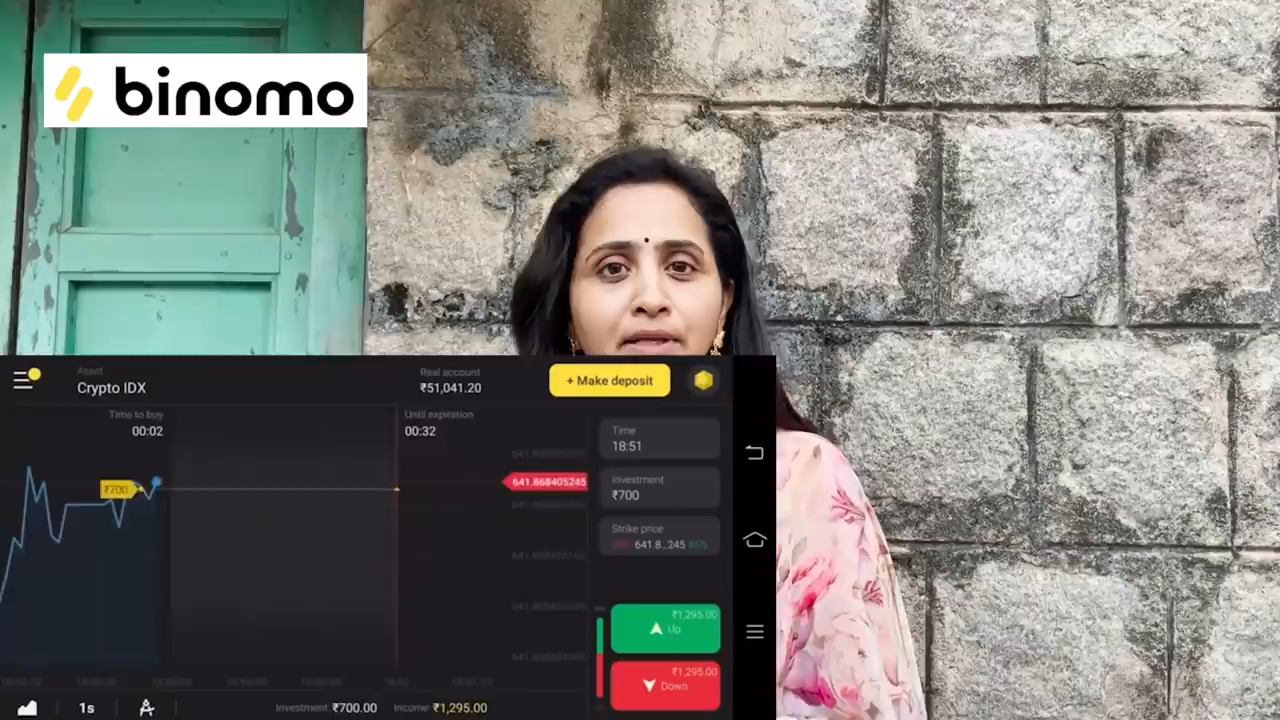 binomo
Asset
Crypto IDX
Real account
₹51,041.20
+ Make deposit
Time to buy
00:02
Until expiration
00:32
Time
18:51
₹700
641.868405245
Investment
₹700
Strike price
641.8..245 85%
₹1,295.00
Up
₹1,295.00
Down
1s
Investment: ₹700.00
Income: ₹1,295.00